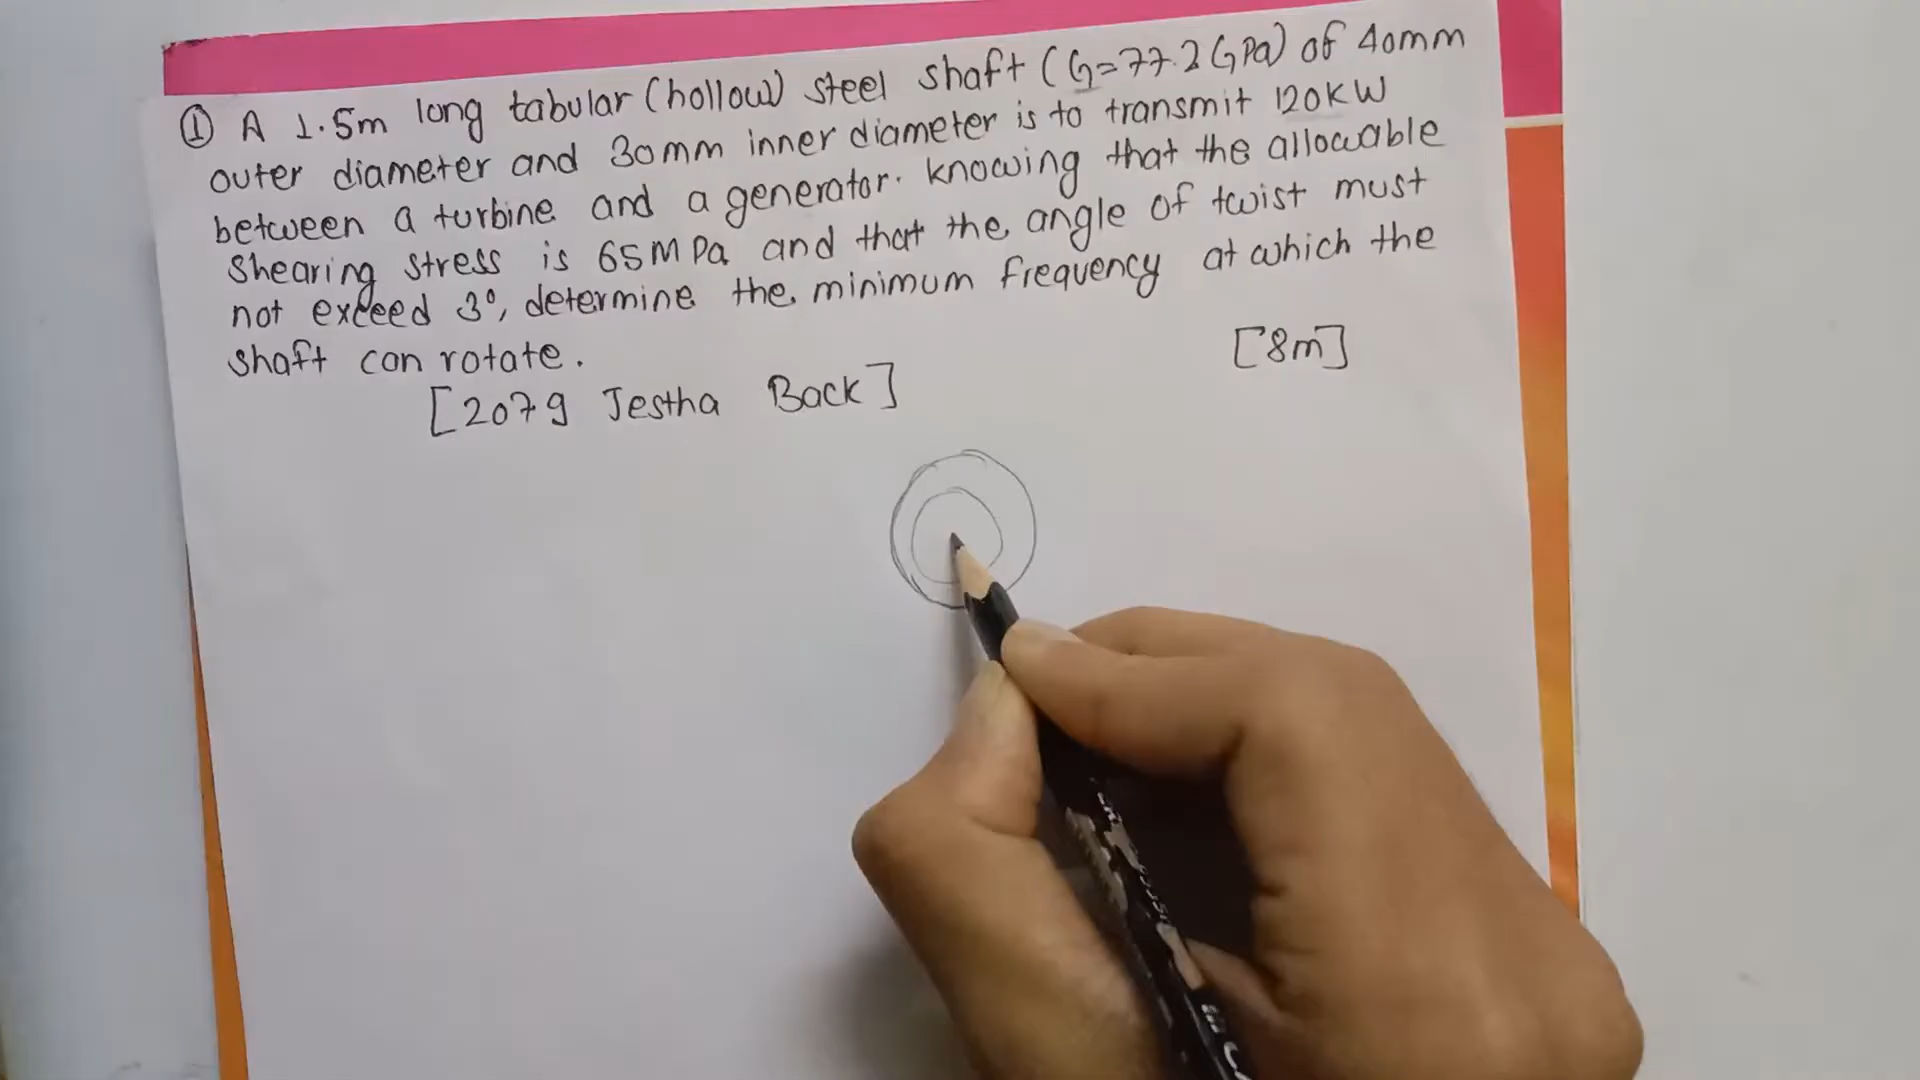 ① A 1.5m long tabular (hollow) steel shaft (G=77.2 GPa) of 40mm
outer diameter and 30mm inner diameter is to transmit 120KW
between a turbine and a generator. Knowing that the allowable
shearing stress is 65MPa and that the angle of twist must
not exceed 3°, determine the minimum frequency at which the
shaft can rotate.
[8m]
[2079 Jestha Back]